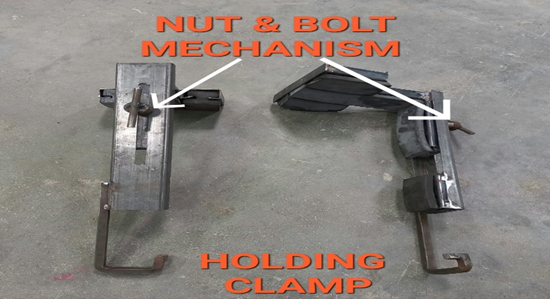 NUT & BOLT
MECHANISM
HOLDING
CLAMP